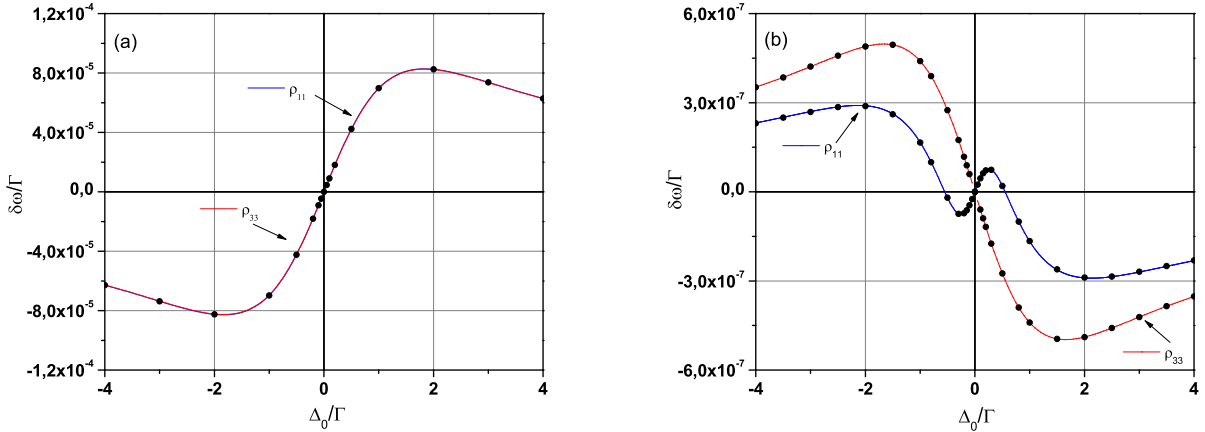 (a)
1,2x10⁻⁴
8,0x10⁻⁵
4,0x10⁻⁵
0,0
-4,0x10⁻⁵
-8,0x10⁻⁵
-1,2x10⁻⁴
δω/Γ
ρ₁₁
ρ₃₃
-4 -2 0 2 4
Δ₀/Γ
(b)
6,0x10⁻⁷
3,0x10⁻⁷
0,0
-3,0x10⁻⁷
-6,0x10⁻⁷
δω/Γ
ρ₁₁
ρ₃₃
-4 -2 0 2 4
Δ₀/Γ